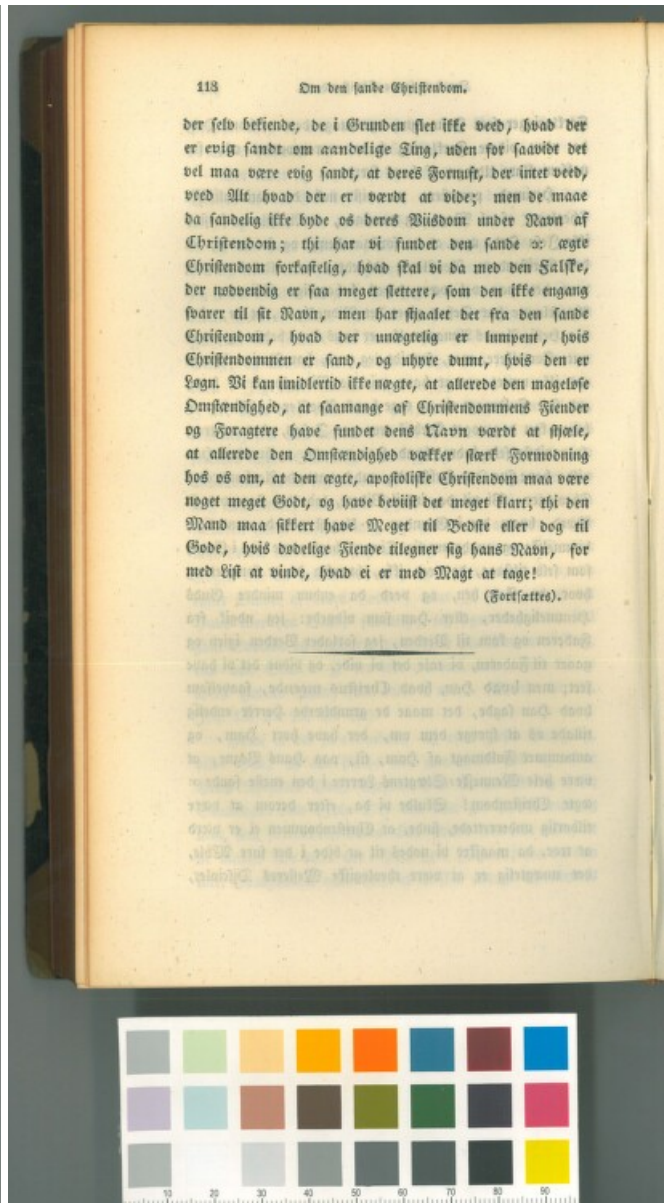 118 Om den sande Christendom.
der selv bekiende, de i Grunden slet ikke veed, hvad der
er evig sandt om aandelige Ting, uden for saavidt det
vel maa være evig sandt, at deres Fornuft, der intet veed,
veed Alt hvad der er værdt at vide; men de maae
da sandelig ikke byde os deres Viisdom under Navn af
Christendom; thi har vi fundet den sande ɔ: ægte
Christendom forkastelig, hvad skal vi da med den Falske,
der nødvendig er saa meget slettere, som den ikke engang
svarer til sit Navn, men har stjaalet det fra den sande
Christendom, hvad der unægtelig er lumpent, hvis
Christendommen er sand, og uhyre dumt, hvis den er
Løgn. Vi kan imidlertid ikke nægte, at allerede den mageløse
Omstændighed, at saamange af Christendommens Fiender
og Foragtere have fundet dens Navn værdt at stjæle,
at allerede den Omstændighed vækker stærk Formodning
hos os om, at den ægte, apostoliske Christendom maa være
noget meget Godt, og have beviist det meget klart; thi den
Mand maa sikkert have Meget til Bedste eller dog til
Gode, hvis dødelige Fiende tilegner sig hans Navn, for
med List at vinde, hvad ei er med Magt at tage!
(Fortsættes).
10 20 30 40 50 60 70 80 90